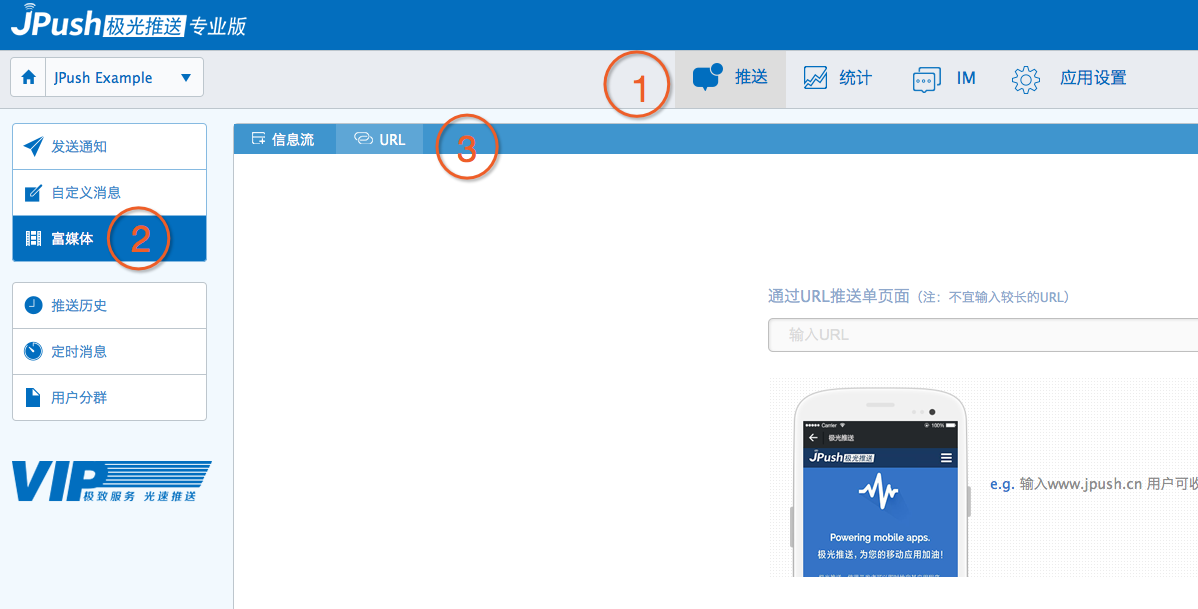 JPush极光推送 专业版
JPush Example
1
推送
统计
IM
应用设置
发送通知
自定义消息
富媒体
2
推送历史
定时消息
用户分群
VIP
极致服务 光速推送
信息流
URL
3
通过URL推送单页面（注：不宜输入较长的URL）
输入URL
Carrier
100%
极光推送
JPush极光推送
Powering mobile apps.
极光推送，为您的移动应用加油！
e.g. 输入www.jpush.cn 用户可收